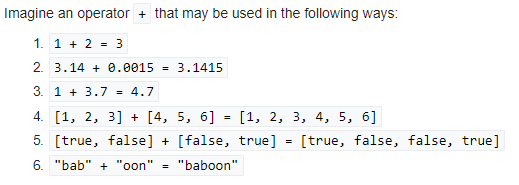 Imagine an operator + that may be used in the following ways:
1. 1 + 2 = 3
2. 3.14 + 0.0015 = 3.1415
3. 1 + 3.7 = 4.7
4. [1, 2, 3] + [4, 5, 6] = [1, 2, 3, 4, 5, 6]
5. [true, false] + [false, true] = [true, false, false, true]
6. "bab" + "oon" = "baboon"